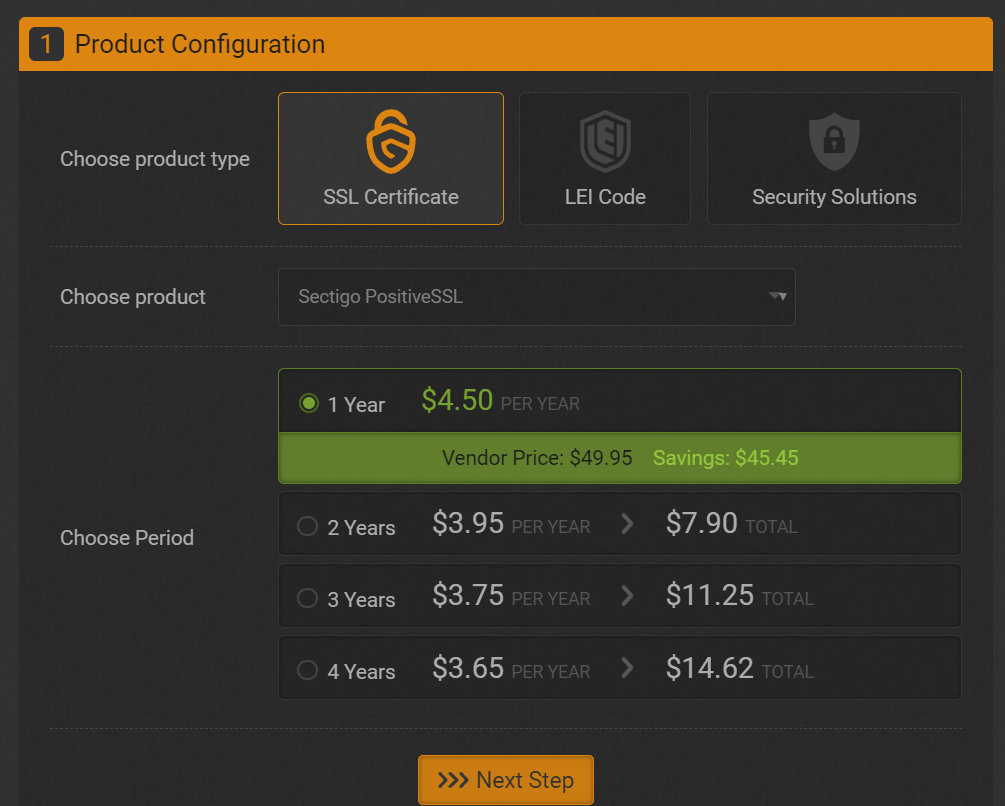 1 Product Configuration
Choose product type
SSL Certificate
LEI
LEI Code
Security Solutions
Choose product
Sectigo PositiveSSL
Choose Period
1 Year $4.50 PER YEAR
Vendor Price: $49.95 Savings: $45.45
2 Years $3.95 PER YEAR $7.90 TOTAL
3 Years $3.75 PER YEAR $11.25 TOTAL
4 Years $3.65 PER YEAR $14.62 TOTAL
Next Step